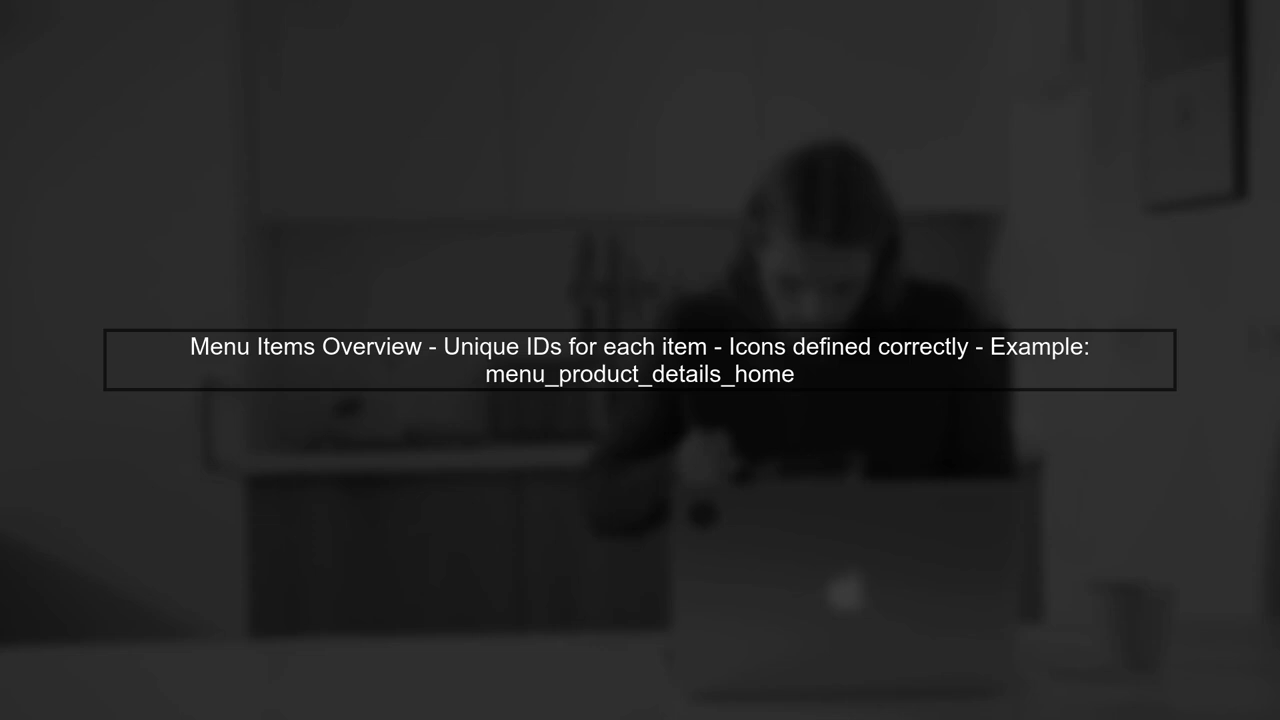 Menu Items Overview - Unique IDs for each item - Icons defined correctly - Example:
menu_product_details_home